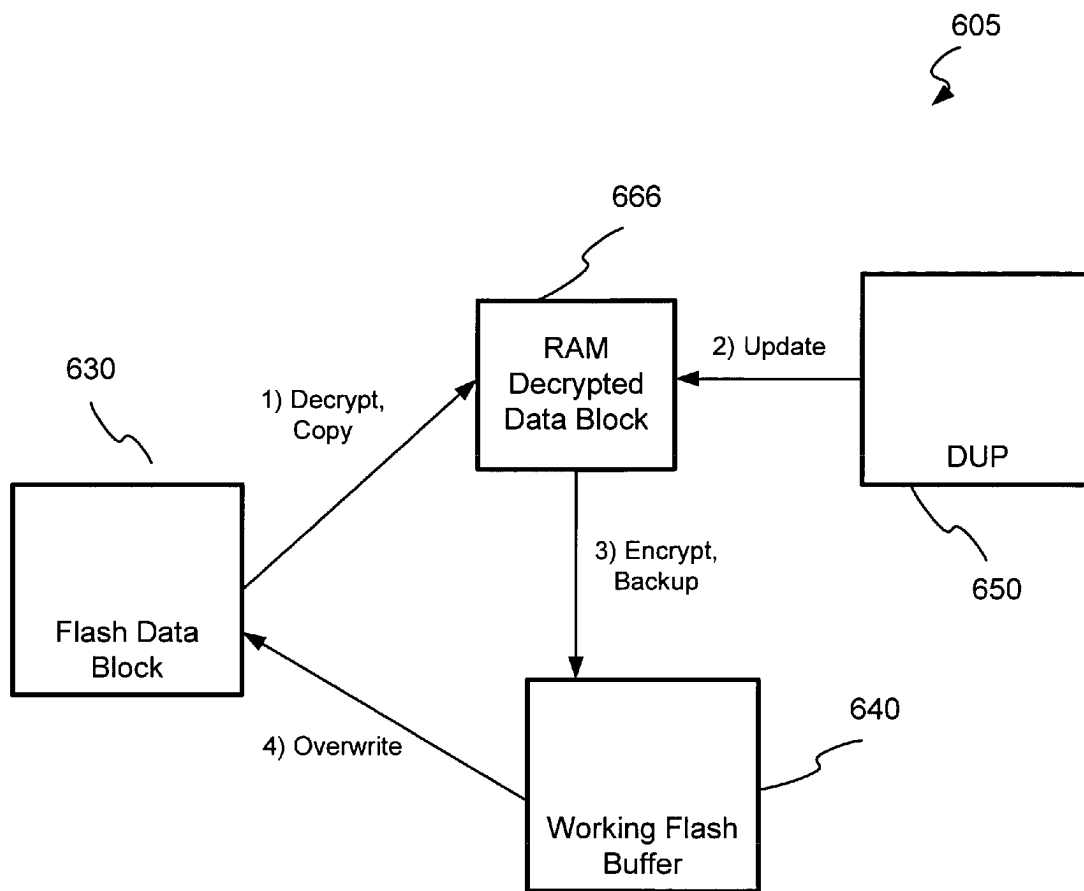 605
666
RAM
Decrypted
Data Block
2) Update
DUP
650
630
1) Decrypt,
Copy
Flash Data
Block
3) Encrypt,
Backup
4) Overwrite
640
Working Flash
Buffer